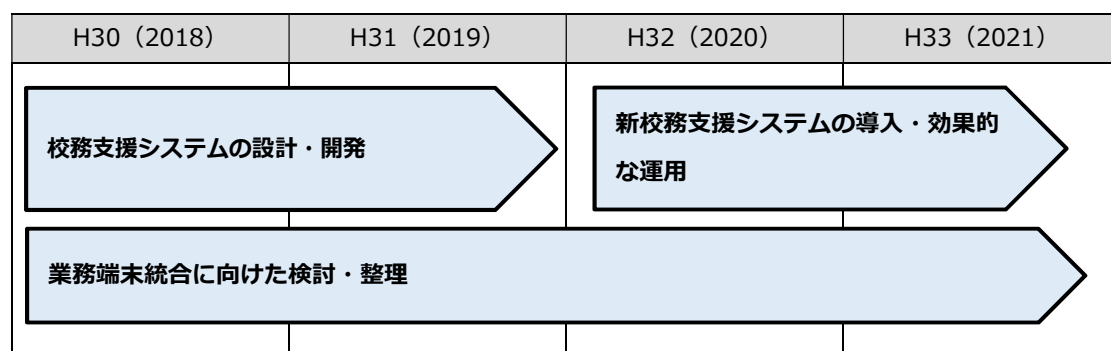 H30（2018）
H31（2019）
H32（2020）
H33（2021）
校務支援システムの設計・開発
新校務支援システムの導入・効果的
な運用
業務端末統合に向けた検討・整理